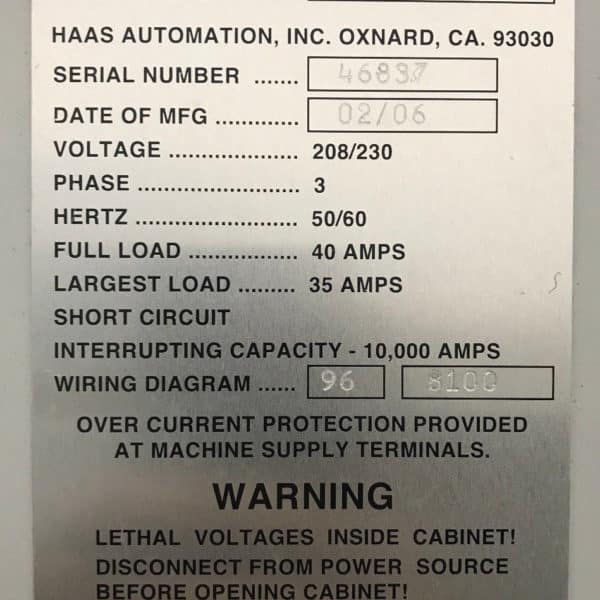 HAAS AUTOMATION, INC. OXNARD, CA. 93030
SERIAL NUMBER ....... 46837
DATE OF MFG ............. 02/06
VOLTAGE .................... 208/230
PHASE ......................... 3
HERTZ ......................... 50/60
FULL LOAD ................. 40 AMPS
LARGEST LOAD ......... 35 AMPS
SHORT CIRCUIT
INTERRUPTING CAPACITY - 10,000 AMPS
WIRING DIAGRAM ...... 96 8100
OVER CURRENT PROTECTION PROVIDED
AT MACHINE SUPPLY TERMINALS.
WARNING
LETHAL VOLTAGES INSIDE CABINET!
DISCONNECT FROM POWER SOURCE
BEFORE OPENING CABINET!